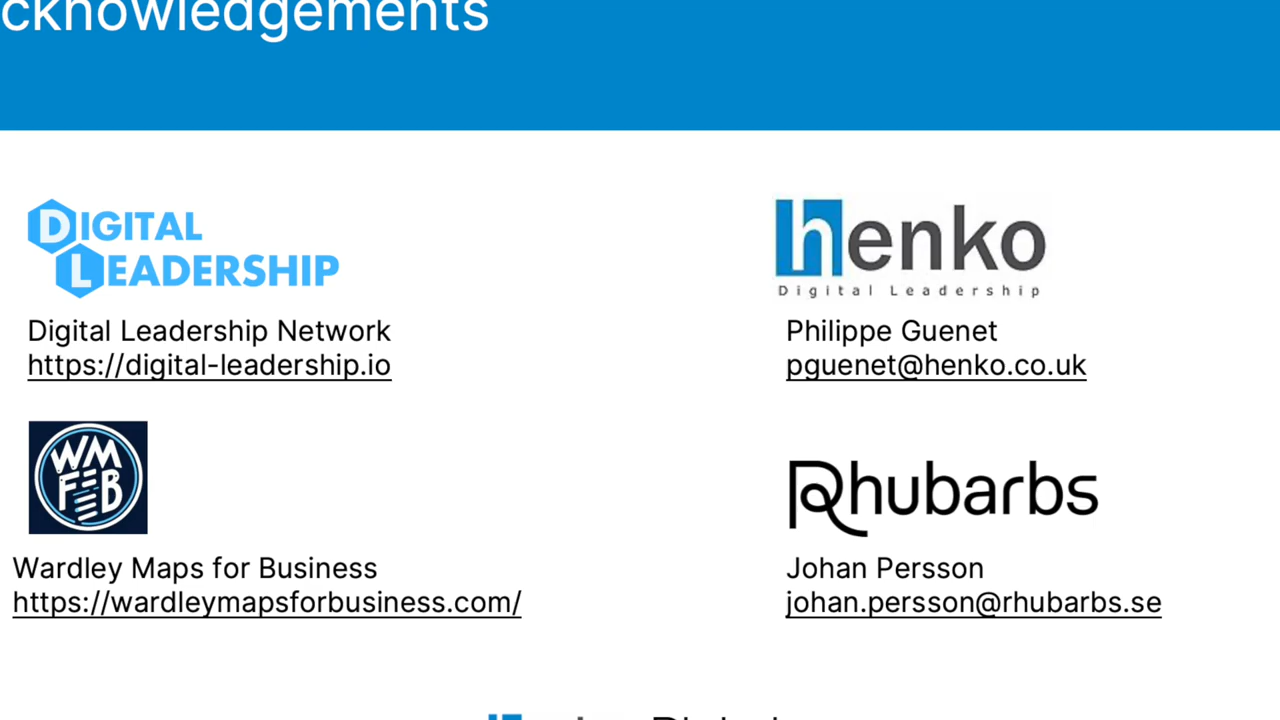 cknowledgements
DIGITAL
LEADERSHIP
Digital Leadership Network
https://digital-leadership.io
henko
Digital Leadership
Philippe Guenet
pguenet@henko.co.uk
WM
FB
Wardley Maps for Business
https://wardleymapsforbusiness.com/
Rhubarbs
Johan Persson
johan.persson@rhubarbs.se